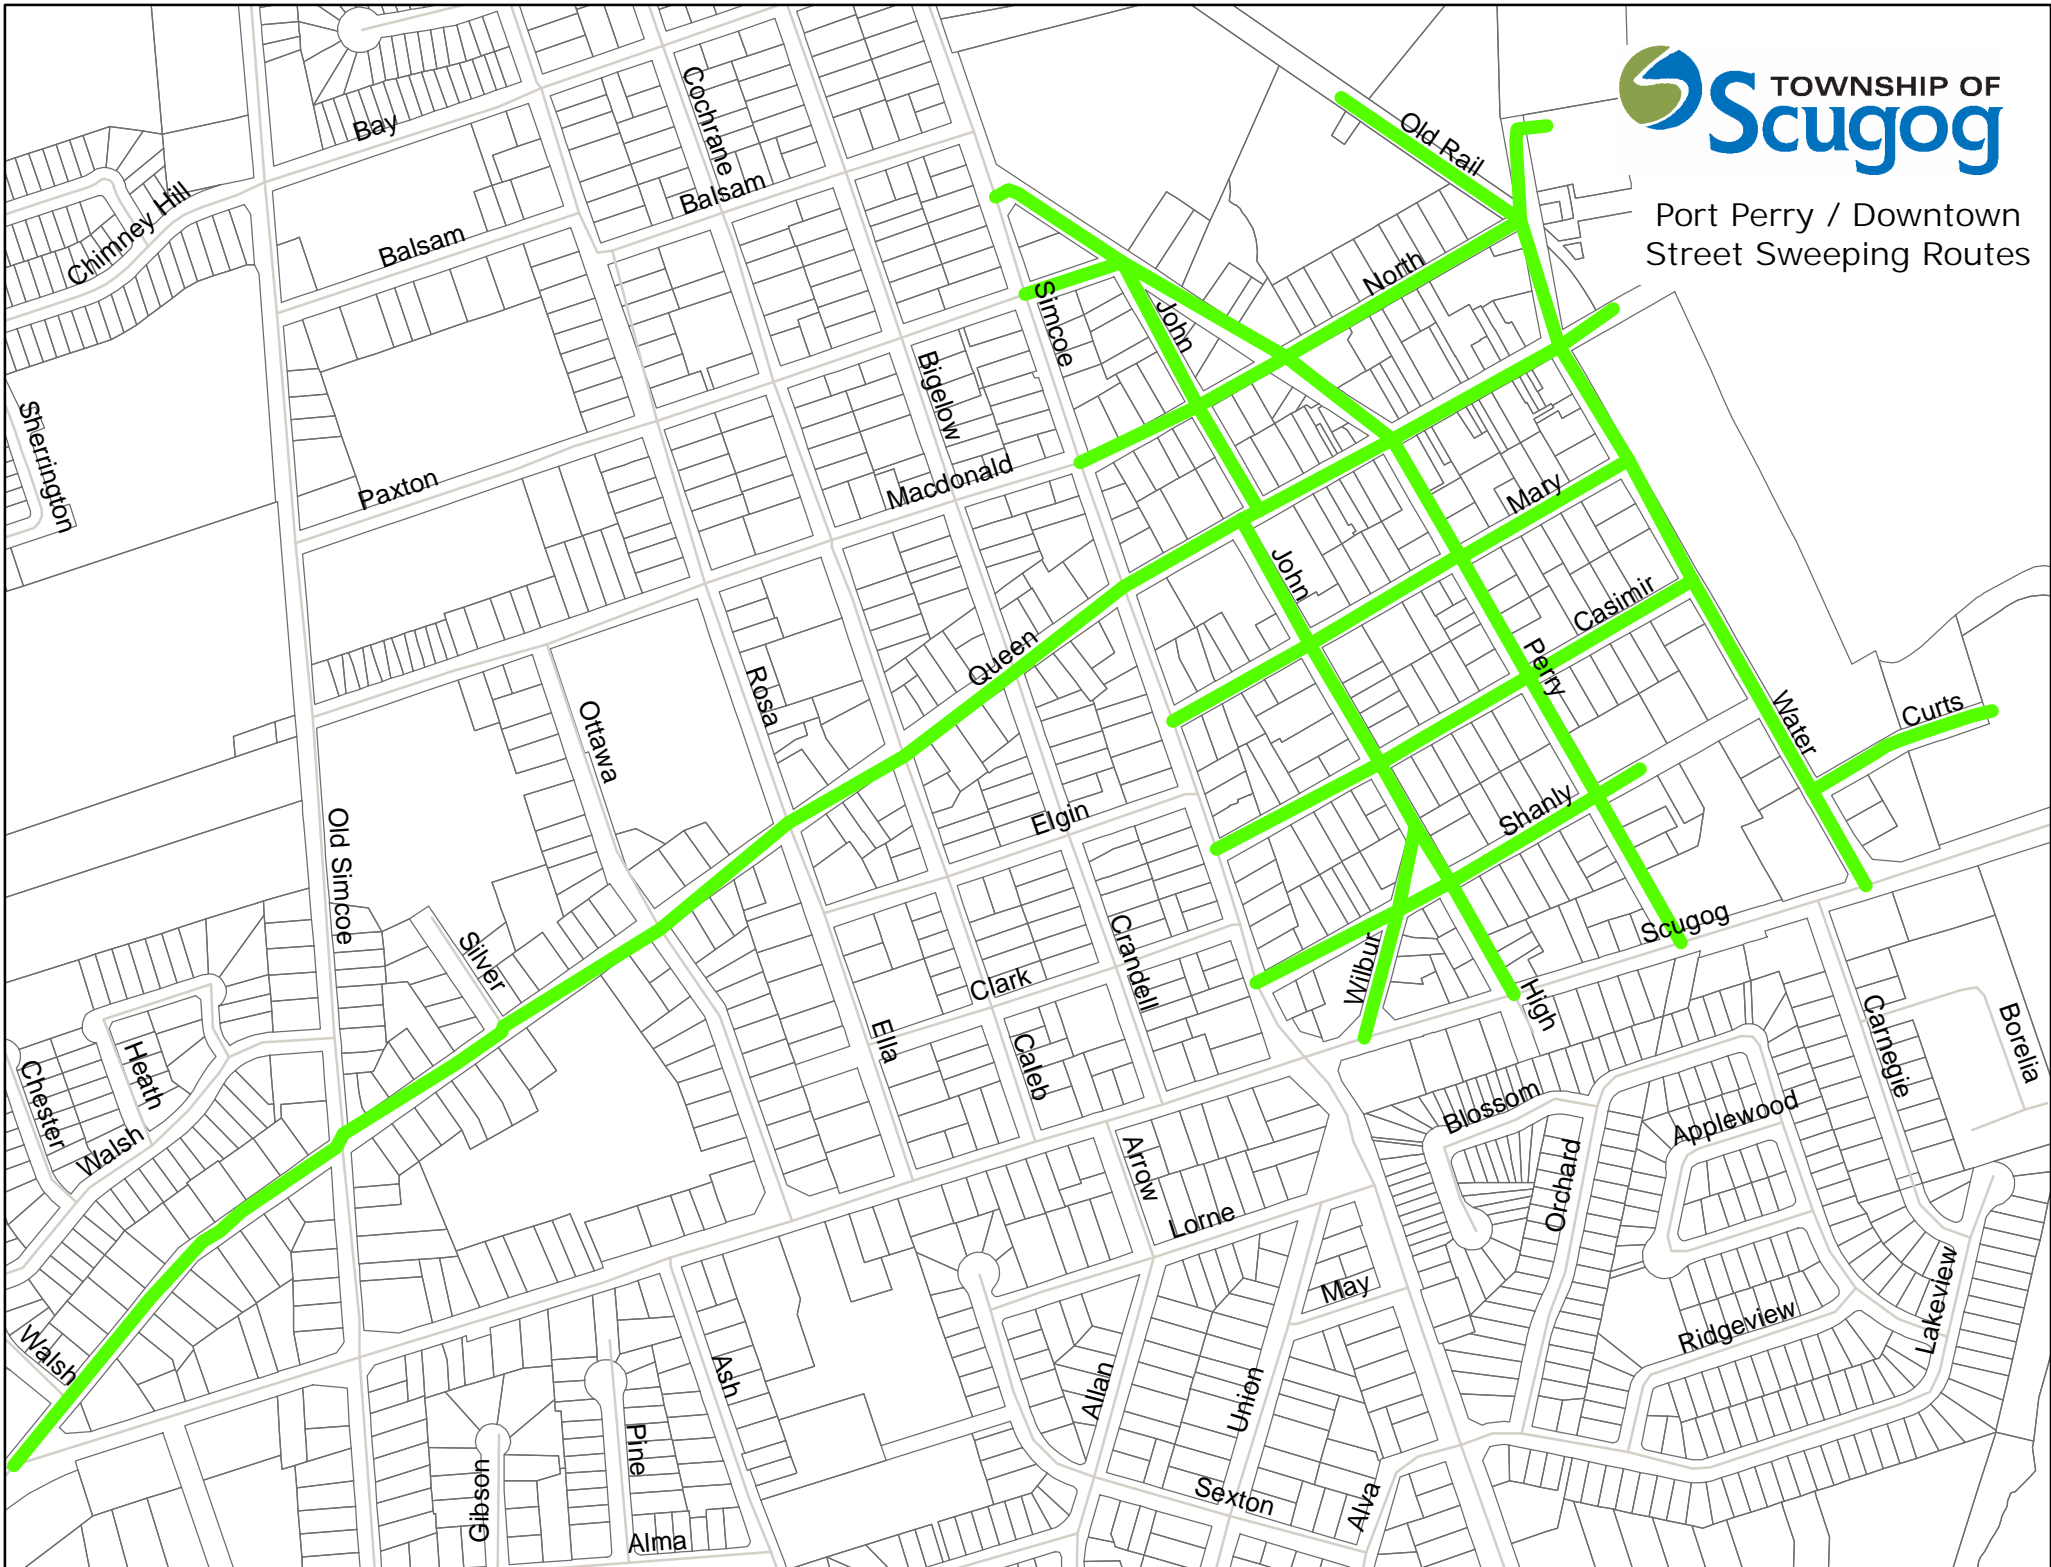 TOWNSHIP OF
Scugog
Port Perry / Downtown
Street Sweeping Routes
Cochrane
Bay
Old Rail
Balsam
Chimney Hill
Balsam
North
Simcoe
John
Bigelow
Sherrington
Macdonald
Paxton
Mary
John
Casimir
Queen
Perry
Rosa
Ottawa
Water
Curts
Old Simcoe
Elgin
Shanly
Silver
Scugog
Crandell
Wilbur
Clark
High
Carnegie
Borelia
Ella
Caleb
Heath
Chester
Walsh
Blossom
Applewood
Arrow
Orchard
Lorne
May
Lakeview
Ridgeview
Walsh
Ash
Allan
Union
Pine
Gibson
Sexton
Alva
Alma